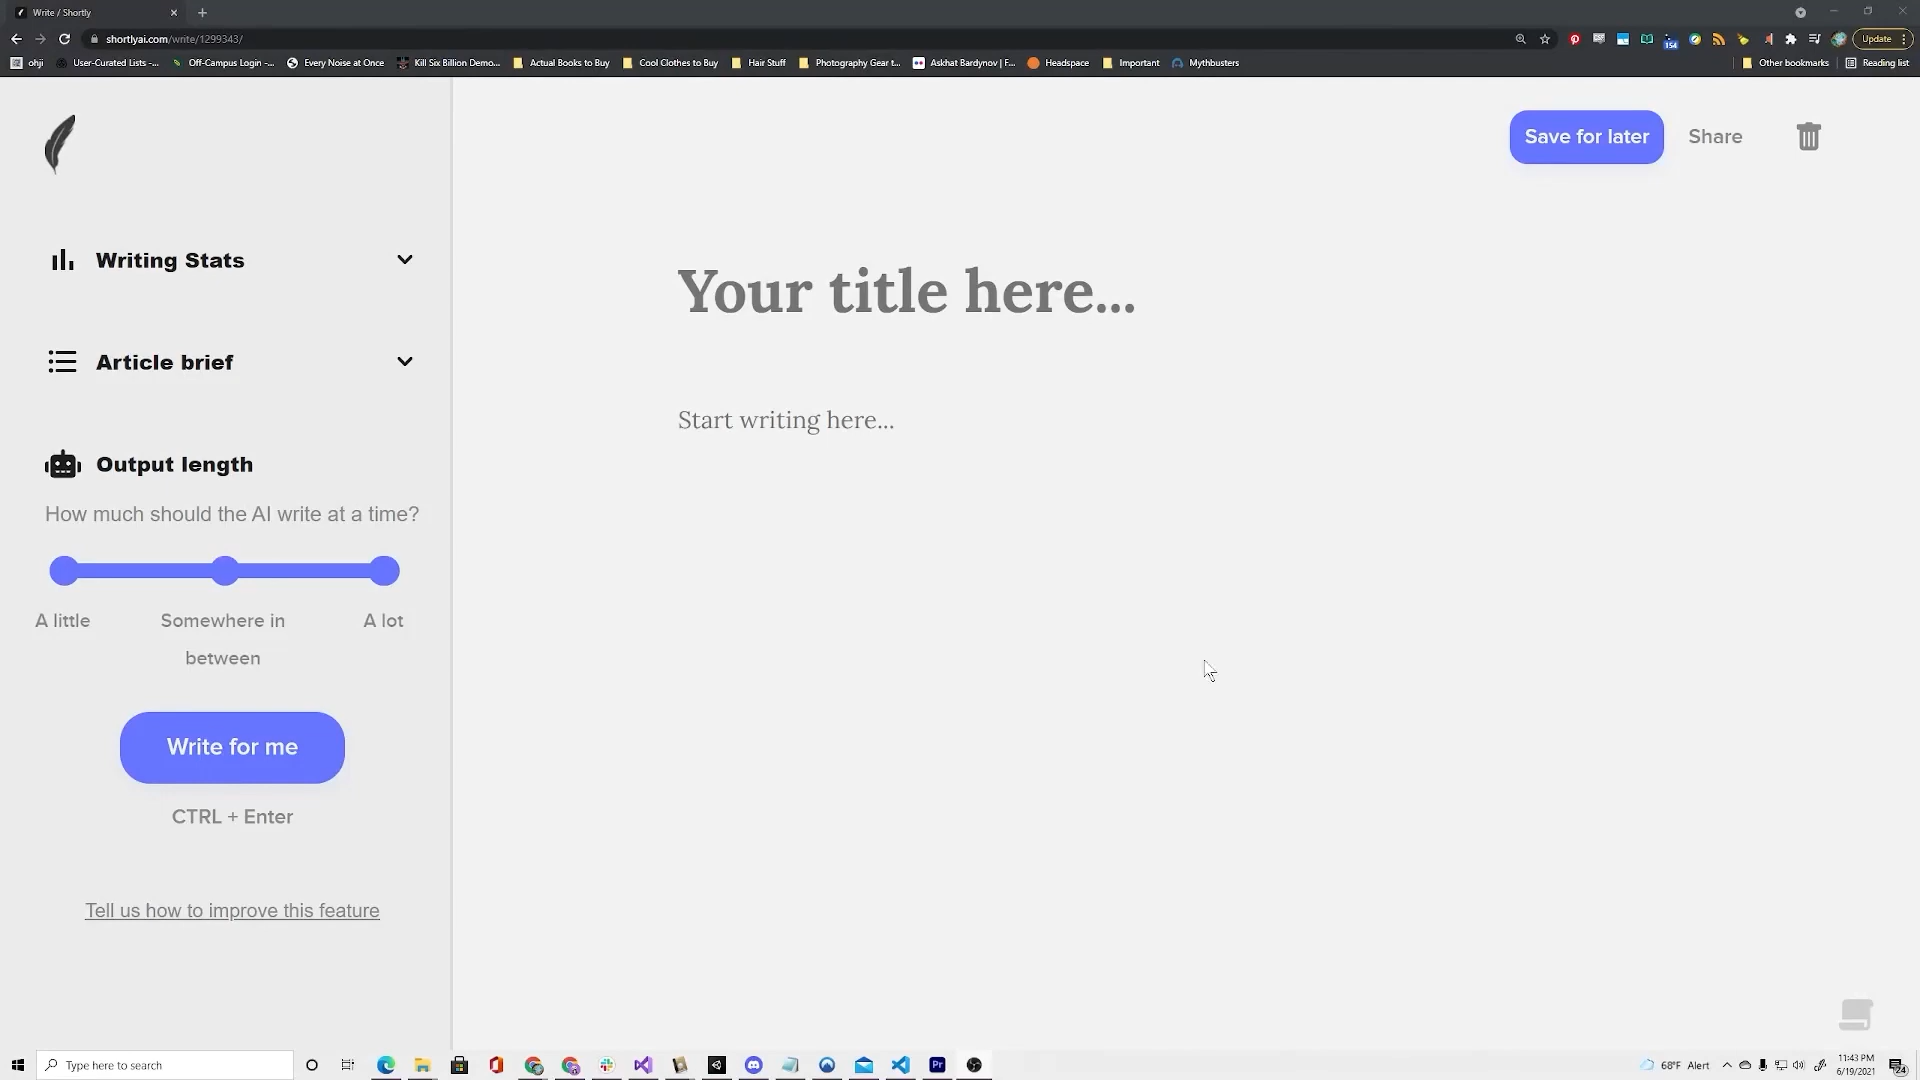 Write / Shortly
shortlyai.com/write/1299343/
Update
ohji
User-Curated Lists -...
Off-Campus Login -...
Every Noise at Once
Kill Six Billion Demo...
Actual Books to Buy
Cool Clothes to Buy
Hair Stuff
Photography Gear t...
Askhat Bardynov | F...
Headspace
Important
Mythbusters
Other bookmarks
Reading list
154
Save for later
Share
Writing Stats
Your title here...
Article brief
Start writing here...
Output length
How much should the AI write at a time?
A little
Somewhere in
between
A lot
Write for me
CTRL + Enter
Tell us how to improve this feature
Type here to search
Pr
68°F Alert
11:43 PM
6/19/2021
24